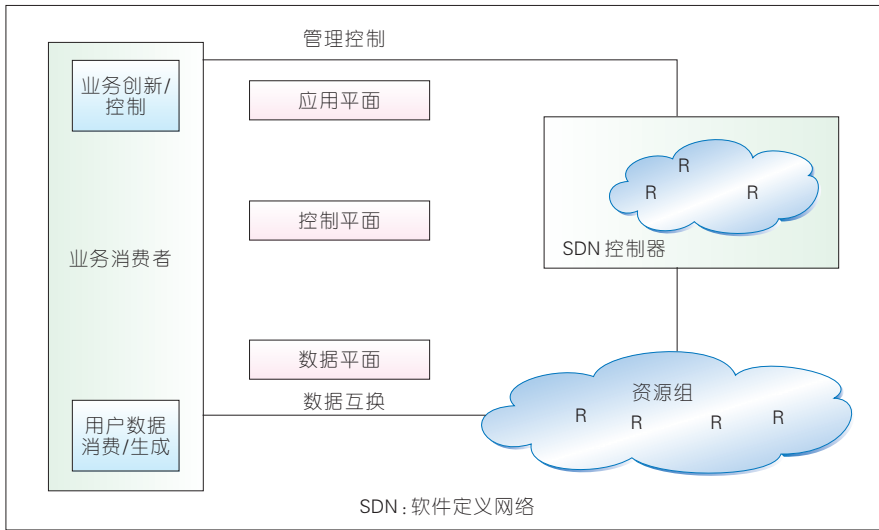 管理控制
业务创新/
控制
应用平面
R
R
R
控制平面
SDN 控制器
业务消费者
数据平面
资源组
数据互换
R
R
R
R
用户数据
消费/生成
SDN:软件定义网络